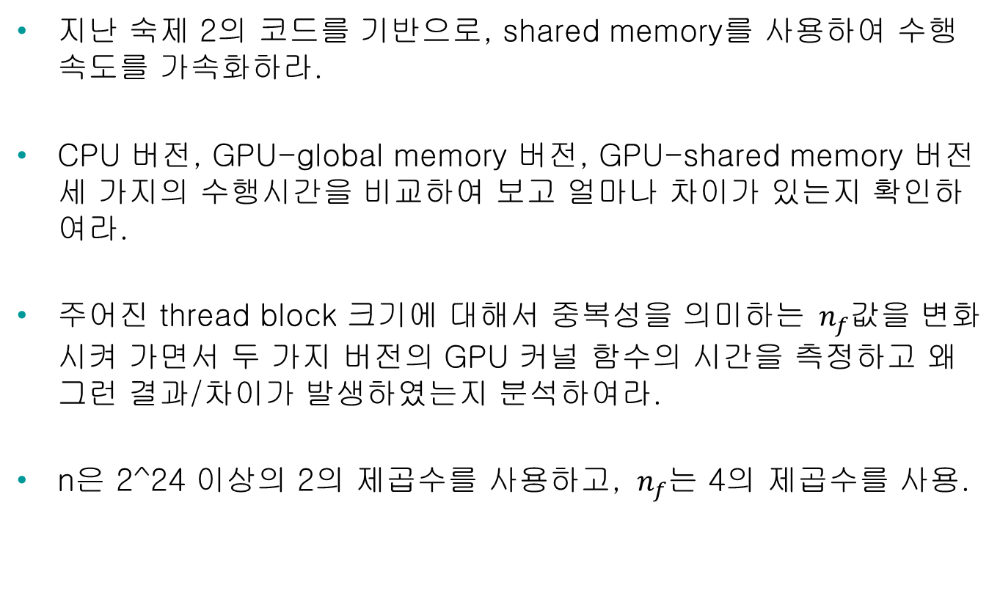 • 지난 숙제 2의 코드를 기반으로, shared memory를 사용하여 수행
속도를 가속화하라.
• CPU 버전, GPU-global memory 버전, GPU-shared memory 버전
세 가지의 수행시간을 비교하여 보고 얼마나 차이가 있는지 확인하
여라.
• 주어진 thread block 크기에 대해서 중복성을 의미하는 n_f값을 변화
시켜 가면서 두 가지 버전의 GPU 커널 함수의 시간을 측정하고 왜
그런 결과/차이가 발생하였는지 분석하여라.
• n은 2^24 이상의 2의 제곱수를 사용하고, n_f는 4의 제곱수를 사용.